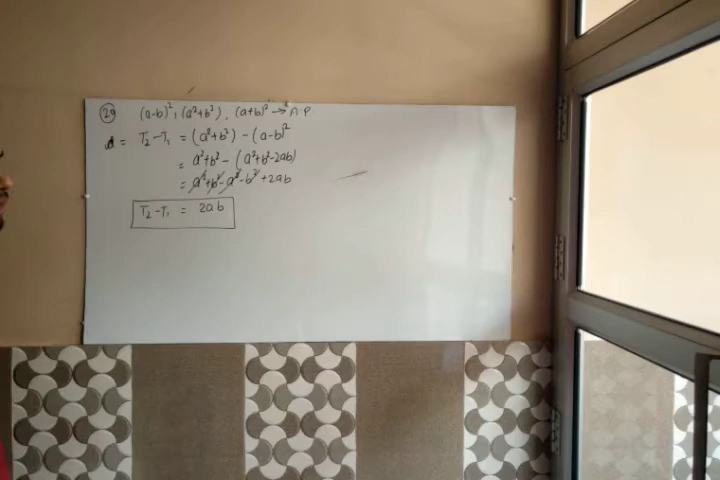 29 (a-b)², (a²+b²), (a+b)² → A.P
d = T₂-T₁ = (a²+b²) - (a-b)²
= a²+b² - (a²+b²-2ab)
= a²+b²-a²-b²+2ab
T₂-T₁ = 2ab